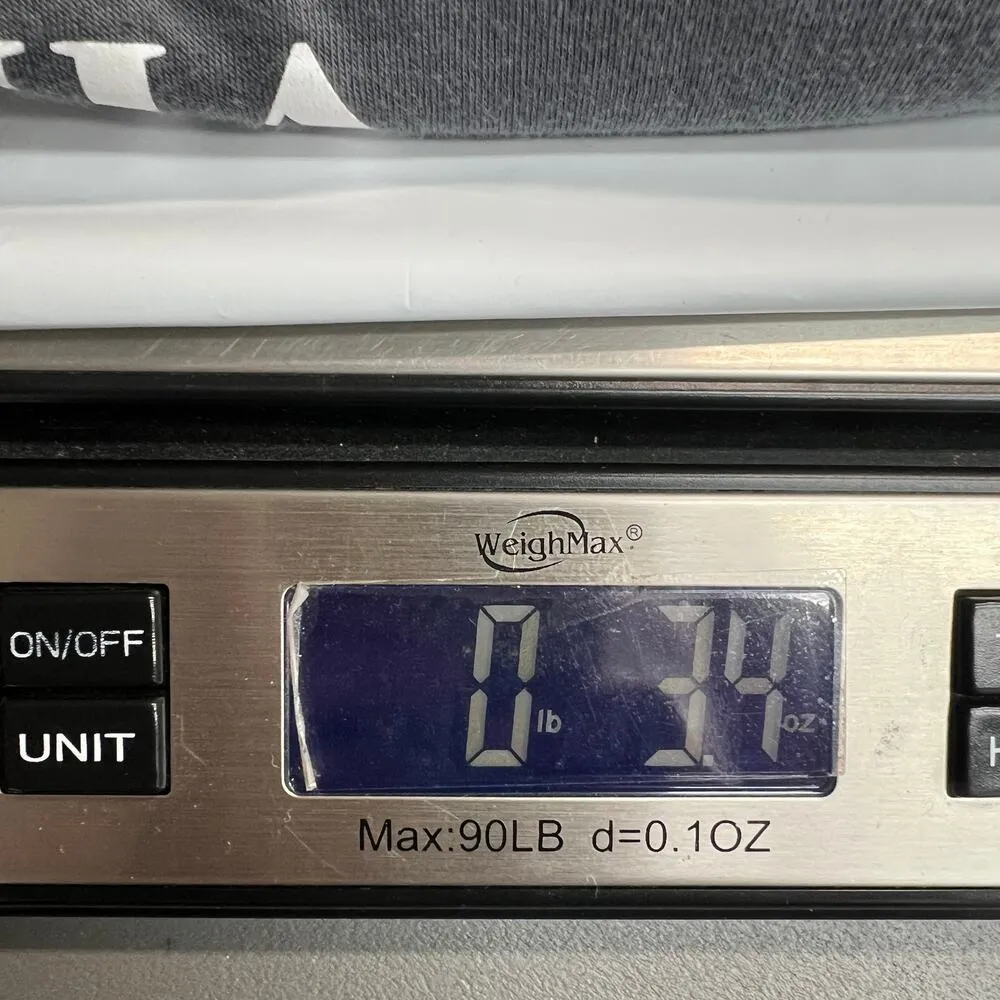 WeighMax®
ON/OFF
UNIT
0 lb 3.4 oz
H
Max:90LB d=0.1OZ